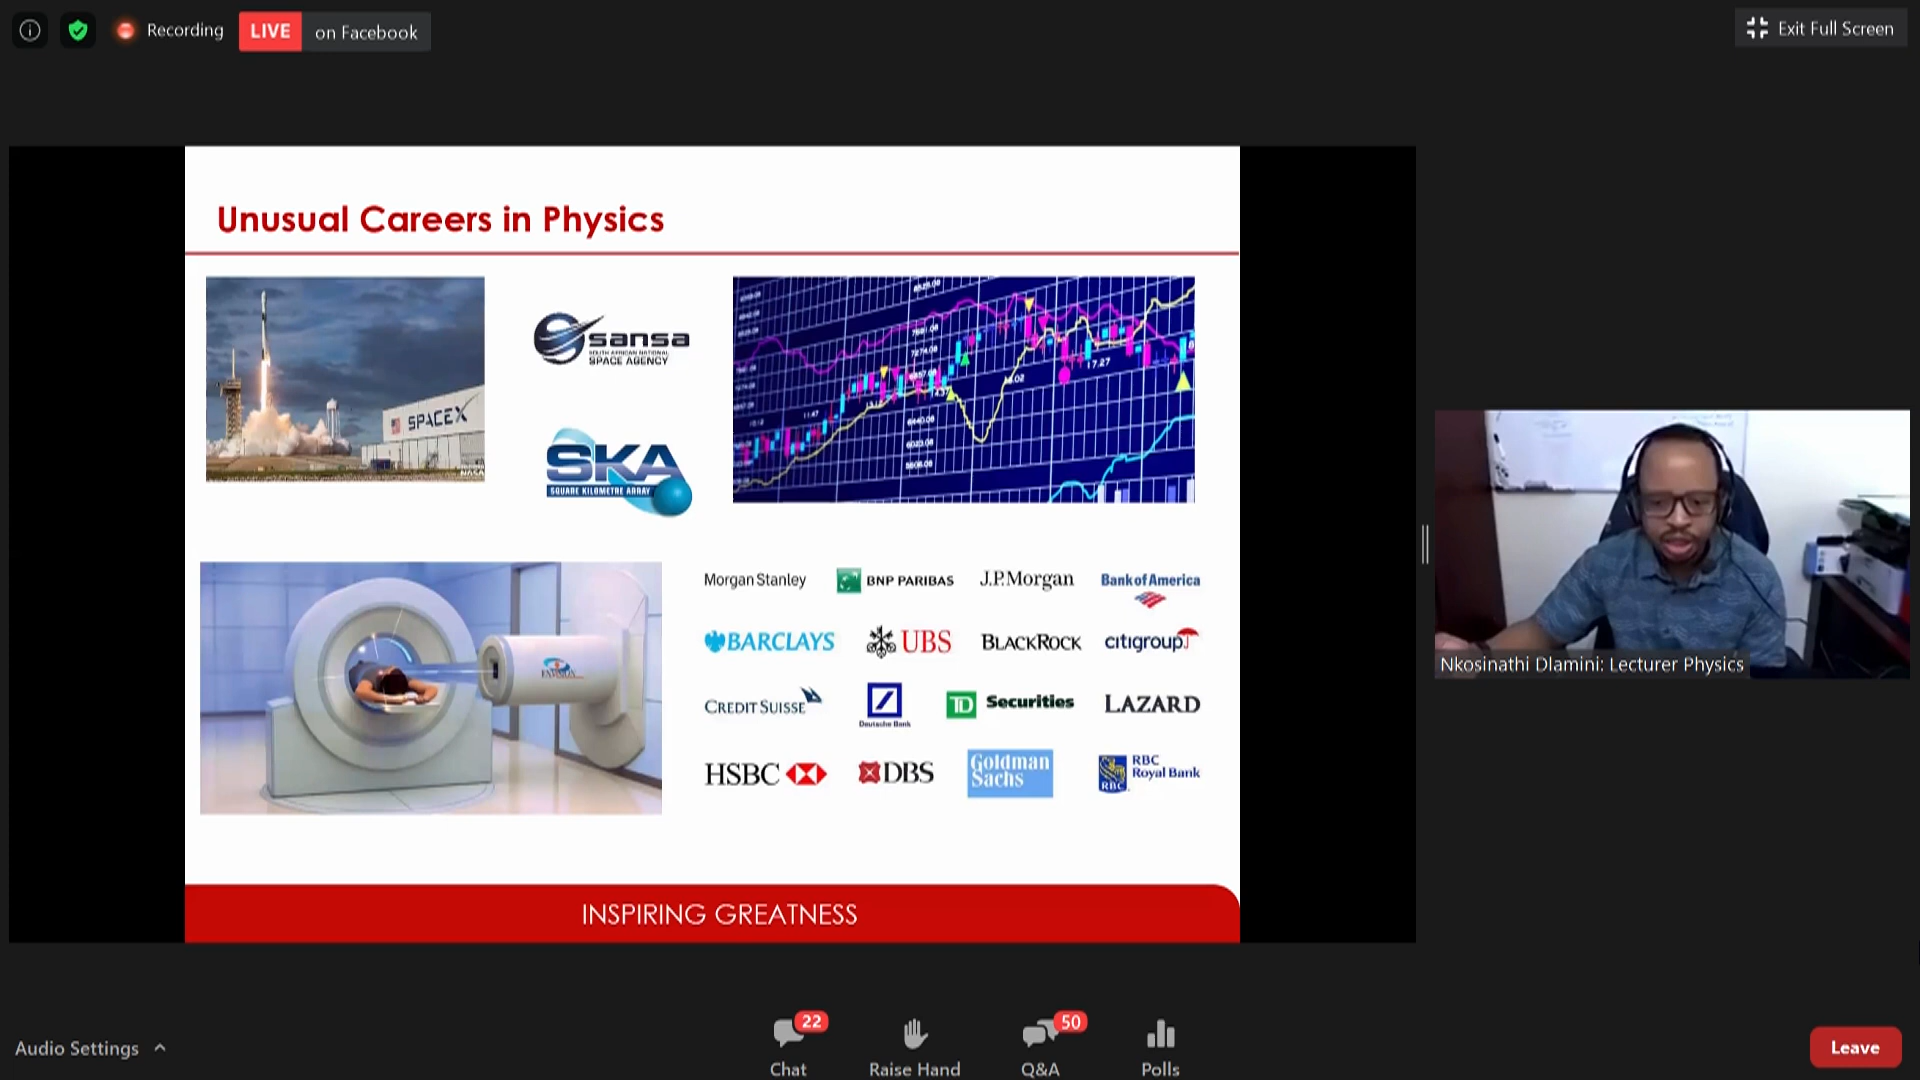 Recording
LIVE on Facebook
Exit Full Screen
Unusual Careers in Physics
SPACEX
NASA
sansa
SOUTH AFRICAN NATIONAL
SPACE AGENCY
SKA
SQUARE KILOMETRE ARRAY
17.27
Morgan Stanley
BNP PARIBAS
J.P.Morgan
Bank of America
BARCLAYS
UBS
BLACKROCK
citigroup
CREDIT SUISSE
Deutsche Bank
TD Securities
LAZARD
HSBC
DBS
Goldman
Sachs
RBC
RBC
Royal Bank
INSPIRING GREATNESS
Nkosinathi Dlamini: Lecturer Physics
Audio Settings
22
Chat
Raise Hand
50
Q&A
Polls
Leave